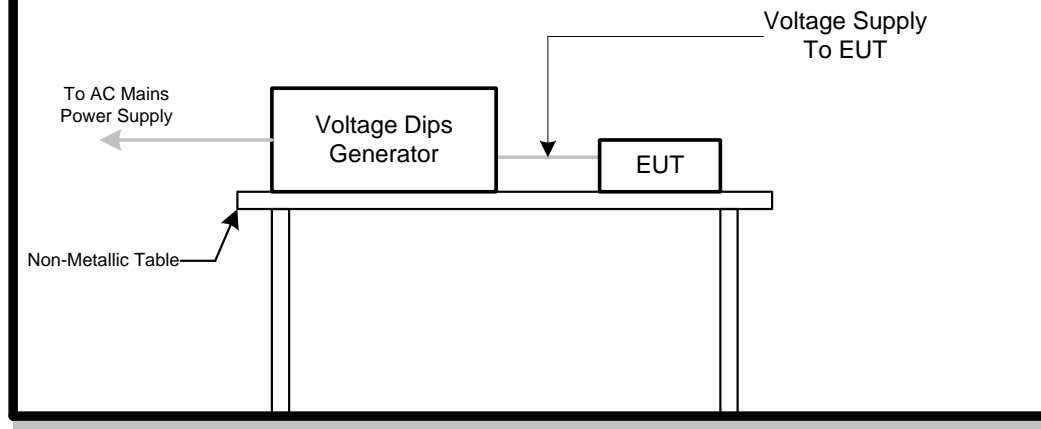 Voltage Supply
To EUT
To AC Mains
Power Supply
Voltage Dips
Generator
EUT
Non-Metallic Table